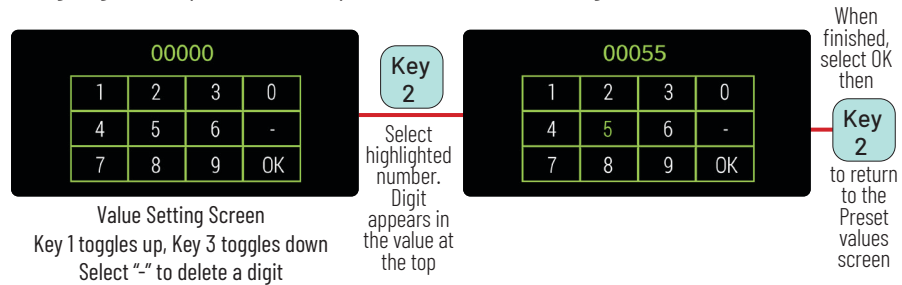 00000
1 2 3 0
4 5 6 -
7 8 9 OK
Value Setting Screen
Key 1 toggles up, Key 3 toggles down
Select "-" to delete a digit
Key
2
Select
highlighted
number.
Digit
appears in
the value at
the top
00055
1 2 3 0
4 5 6 -
7 8 9 OK
When
finished,
select OK
then
Key
2
to return
to the
Preset
values
screen